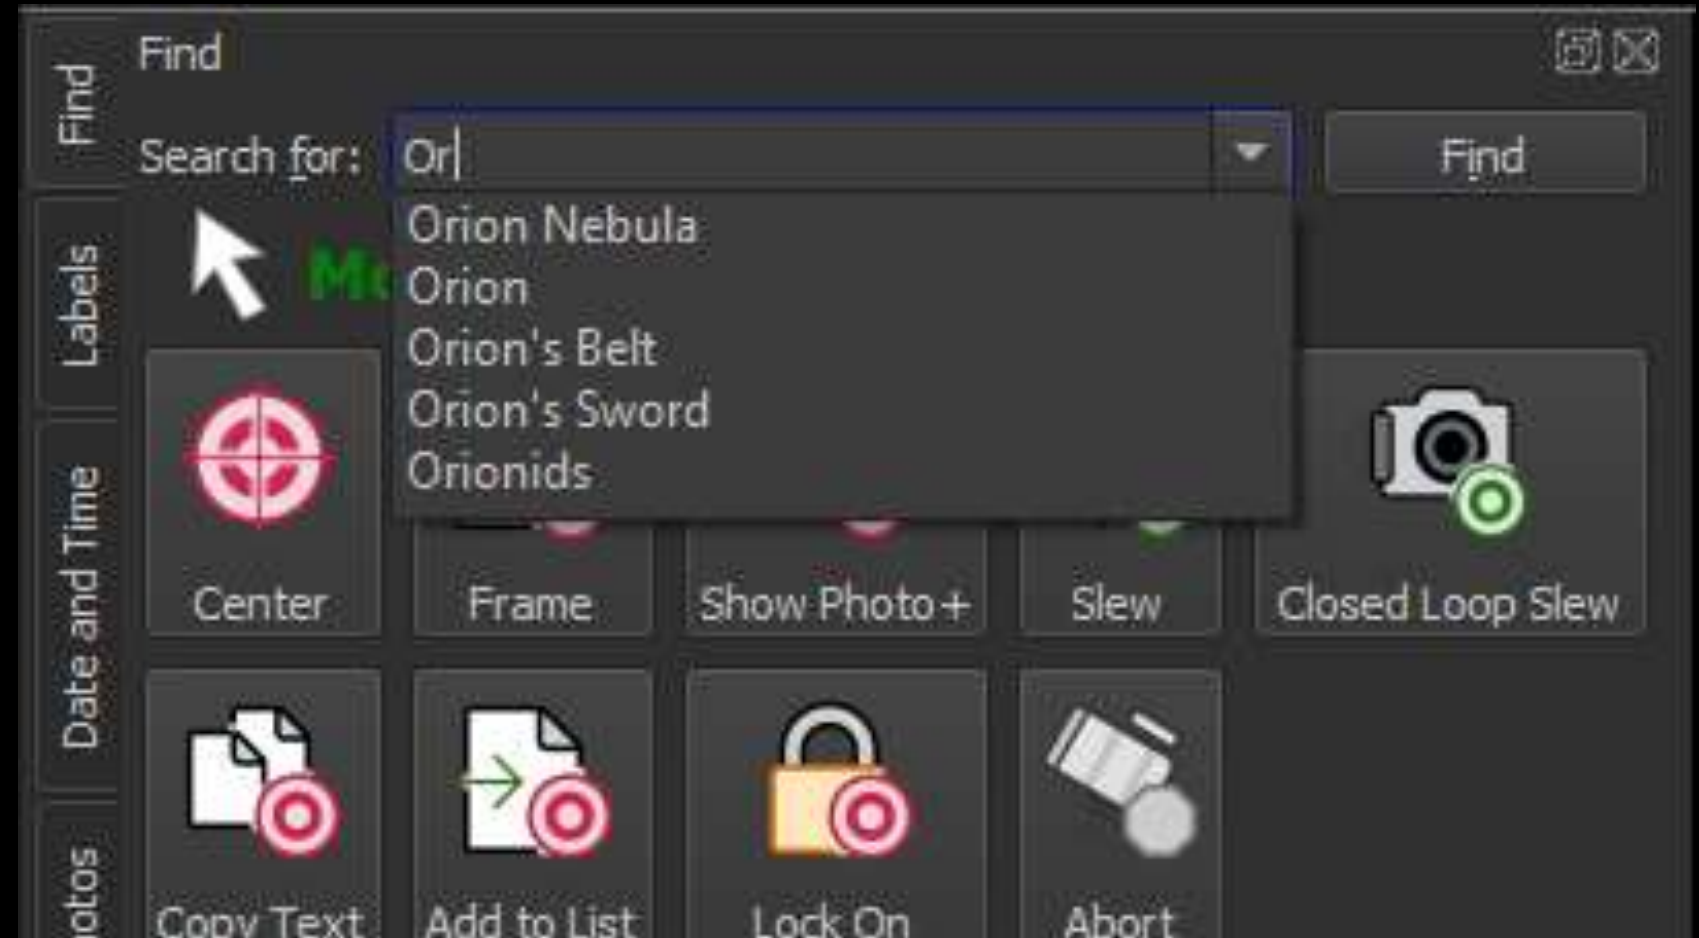 Find
Find
Search for:
Or
Find
Orion Nebula
Orion
Orion's Belt
Orion's Sword
Orionids
Labels
Center
Frame
Show Photo+
Slew
Closed Loop Slew
Date and Time
Copy Text
Add to List
Lock On
Abort